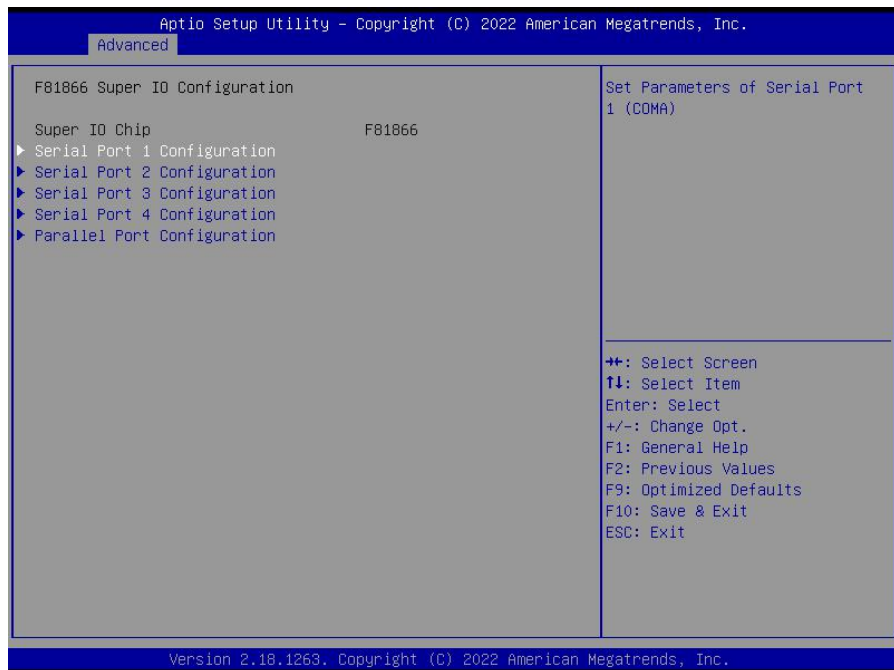 Aptio Setup Utility – Copyright (C) 2022 American Megatrends, Inc.
Advanced
F81866 Super IO Configuration
Super IO Chip F81866
Serial Port 1 Configuration
Serial Port 2 Configuration
Serial Port 3 Configuration
Serial Port 4 Configuration
Parallel Port Configuration
Set Parameters of Serial Port
1 (COMA)
→←: Select Screen
↑↓: Select Item
Enter: Select
+/-: Change Opt.
F1: General Help
F2: Previous Values
F9: Optimized Defaults
F10: Save & Exit
ESC: Exit
Version 2.18.1263. Copyright (C) 2022 American Megatrends, Inc.